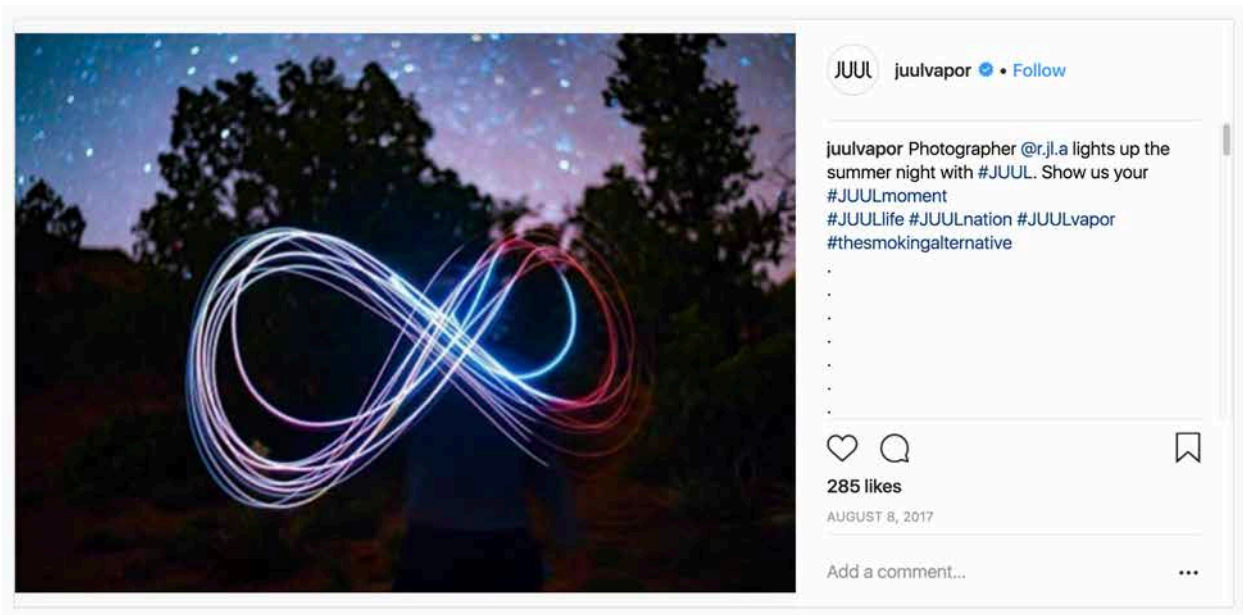 JUUL
juulvapor • Follow
juulvapor Photographer @r.jl.a lights up the
summer night with #JUUL. Show us your
#JUULmoment
#JUULlife #JUULnation #JUULvapor
#thesmokingalternative
.
.
.
.
.
.
.
285 likes
AUGUST 8, 2017
Add a comment...